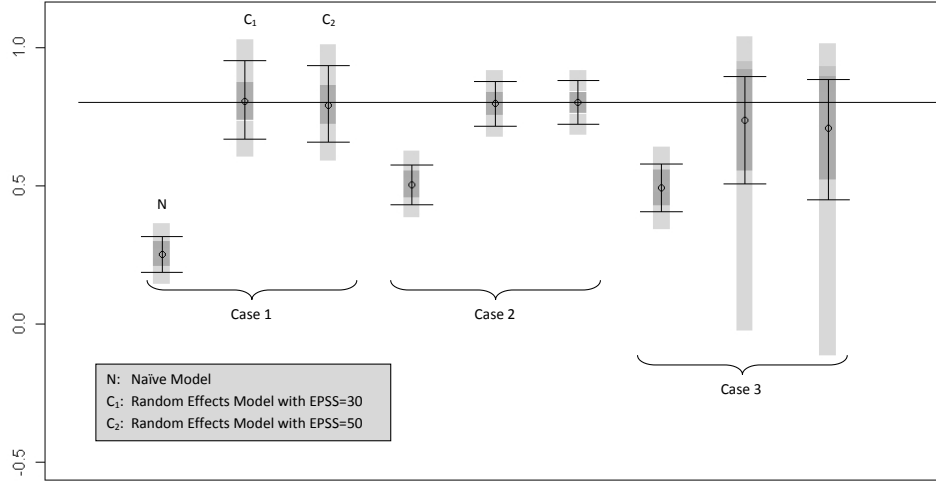 C₁ C₂
1.0
0.5
N
0.0
Case 1
Case 2
Case 3
N: Naïve Model
C₁: Random Effects Model with EPSS=30
C₂: Random Effects Model with EPSS=50
-0.5